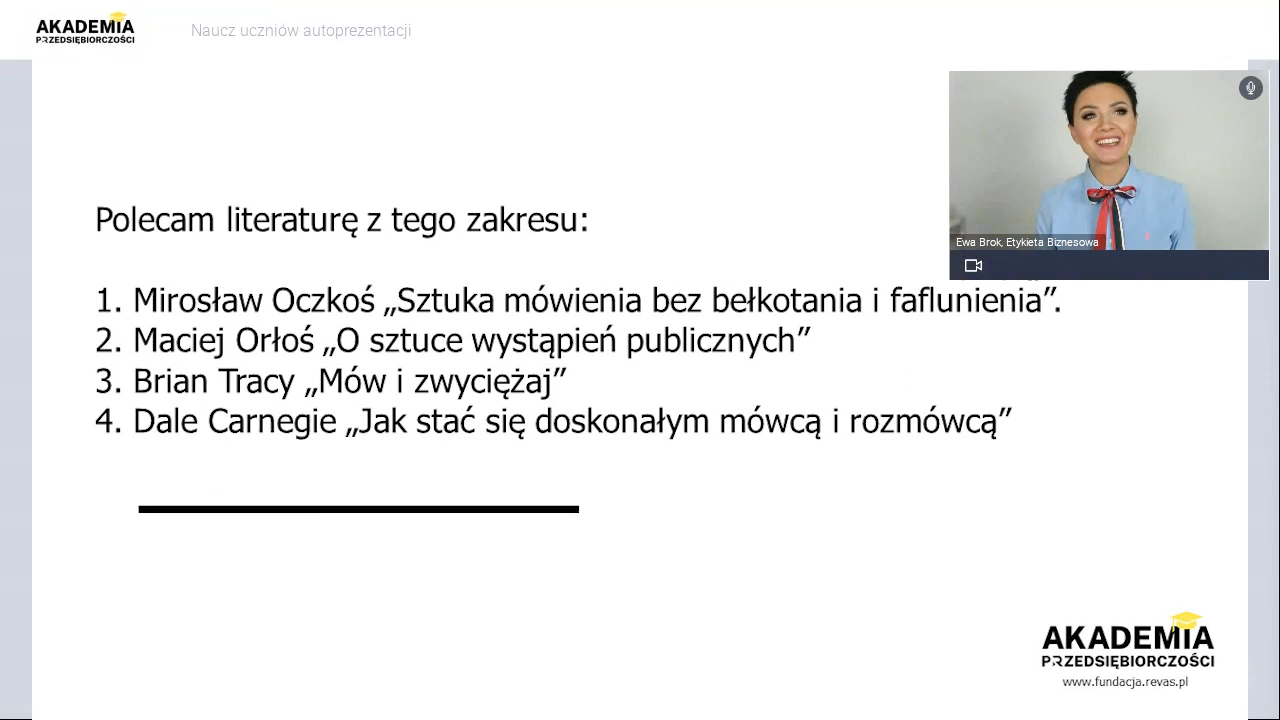 AKADEMIA
PRZEDSIĘBIORCZOŚCI
Naucz uczniów autoprezentacji
Ewa Brok, Etykieta Biznesowa
Polecam literaturę z tego zakresu:
1. Mirosław Oczkoś „Sztuka mówienia bez bełkotania i faflunienia”.
2. Maciej Orłoś „O sztuce wystąpień publicznych”
3. Brian Tracy „Mów i zwyciężaj”
4. Dale Carnegie „Jak stać się doskonałym mówcą i rozmówcą”
AKADEMIA
PRZEDSIĘBIORCZOŚCI
www.fundacja.revas.pl